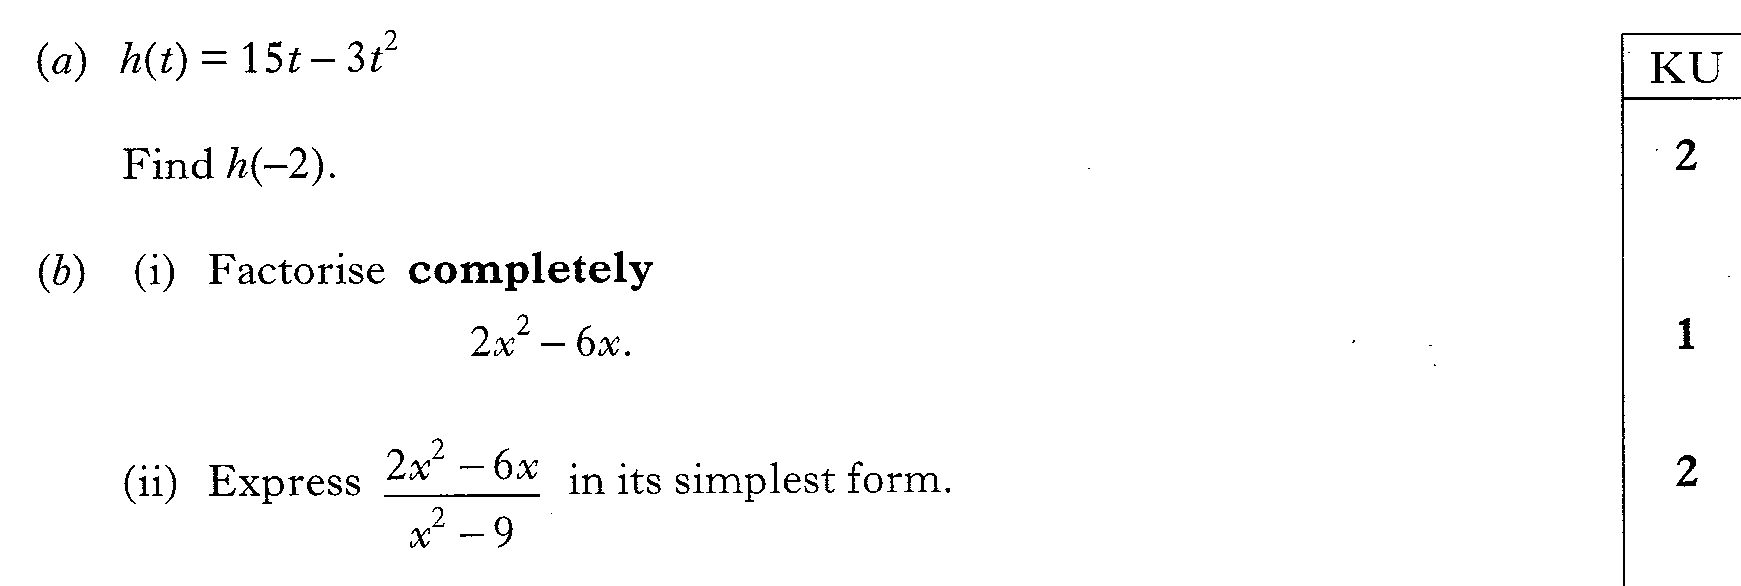 (a) h(t) = 15t – 3t²
KU
Find h(–2).
2
(b) (i) Factorise completely
2x² – 6x.
1
(ii) Express (2x² – 6x)/(x² – 9) in its simplest form.
2